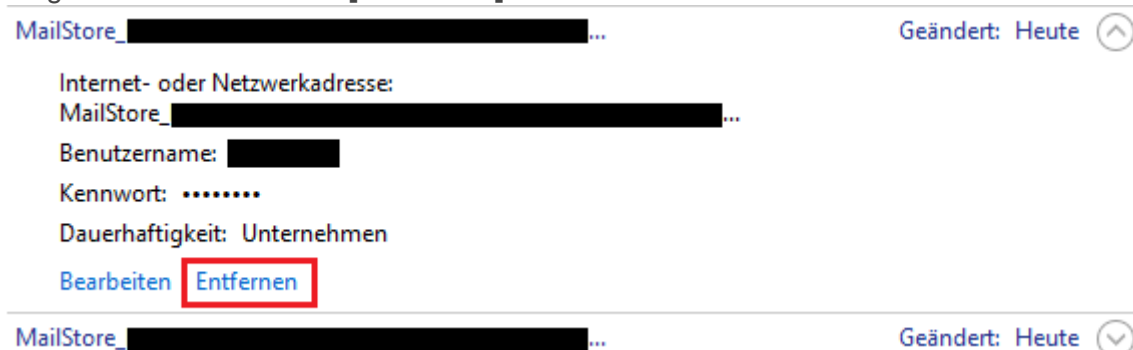 MailStore_... Geändert: Heute
Internet- oder Netzwerkadresse:
MailStore_...
Benutzername:
Kennwort: ••••••••
Dauerhaftigkeit: Unternehmen
Bearbeiten Entfernen
MailStore_... Geändert: Heute